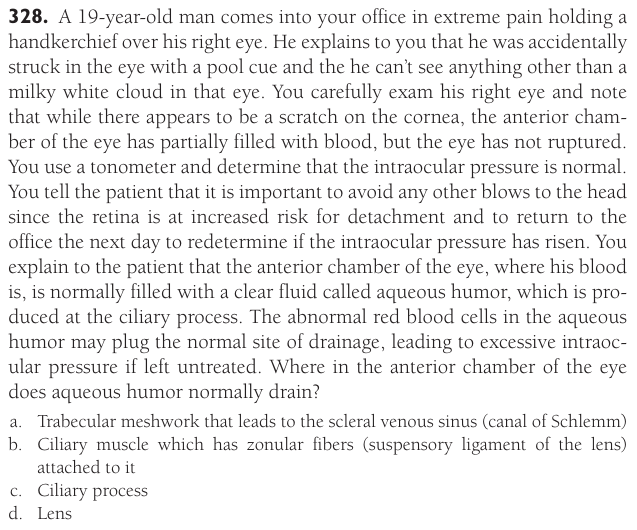 328. A 19-year-old man comes into your office in extreme pain holding a
handkerchief over his right eye. He explains to you that he was accidentally
struck in the eye with a pool cue and the he can't see anything other than a
milky white cloud in that eye. You carefully exam his right eye and note
that while there appears to be a scratch on the cornea, the anterior cham-
ber of the eye has partially filled with blood, but the eye has not ruptured.
You use a tonometer and determine that the intraocular pressure is normal.
You tell the patient that it is important to avoid any other blows to the head
since the retina is at increased risk for detachment and to return to the
office the next day to redetermine if the intraocular pressure has risen. You
explain to the patient that the anterior chamber of the eye, where his blood
is, is normally filled with a clear fluid called aqueous humor, which is pro-
duced at the ciliary process. The abnormal red blood cells in the aqueous
humor may plug the normal site of drainage, leading to excessive intraoc-
ular pressure if left untreated. Where in the anterior chamber of the eye
does aqueous humor normally drain?
a. Trabecular meshwork that leads to the scleral venous sinus (canal of Schlemm)
b. Ciliary muscle which has zonular fibers (suspensory ligament of the lens)
attached to it
c. Ciliary process
d. Lens